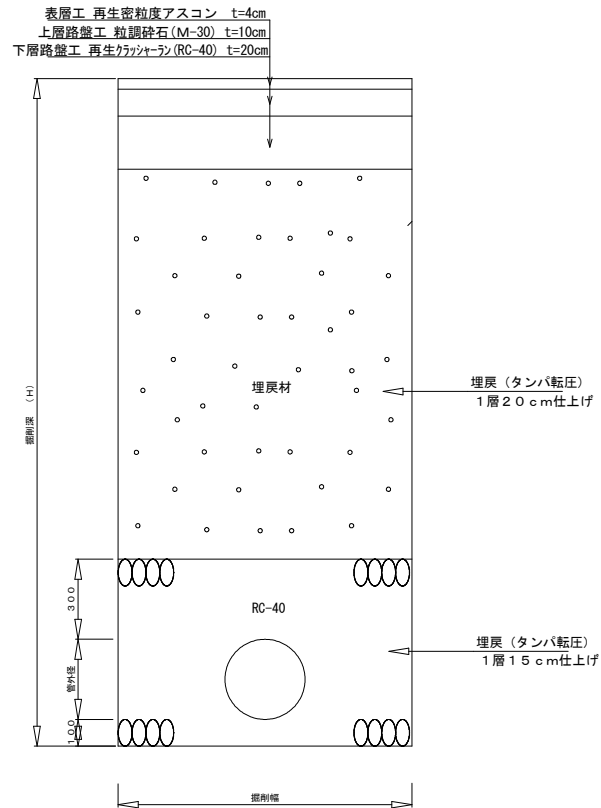 表層工 再生密粒度アスコン t=4cm
上層路盤工 粒調砕石(M-30) t=10cm
下層路盤工 再生クラッシャーラン(RC-40) t=20cm
埋戻材
埋戻（タンパ転圧）
1層20cm仕上げ
掘削深 （H）
300
RC-40
管外径
埋戻（タンパ転圧）
1層15cm仕上げ
100
掘削幅